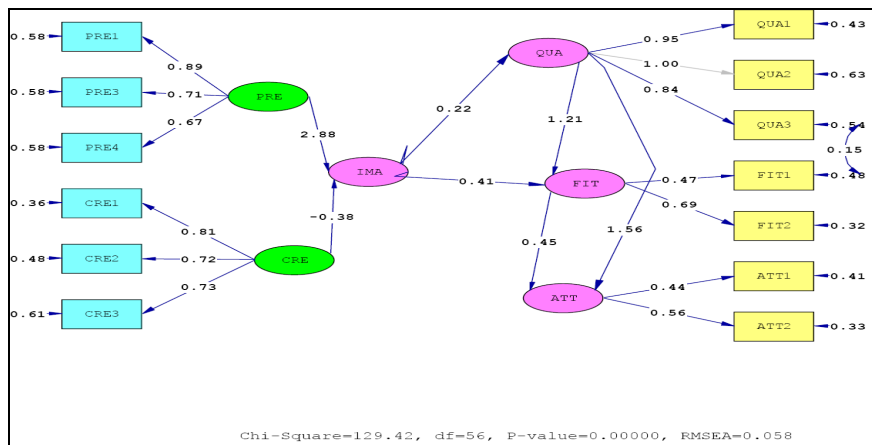 0.58 PRE1
0.89
0.58 PRE3
0.71
PRE
0.67
0.58 PRE4
2.88
0.36 CRE1
0.81
0.48 CRE2
0.72
CRE
-0.38
0.73
0.61 CRE3
IMA
0.22
0.41
QUA
0.95
1.00
0.84
1.21
1.56
FIT
0.47
0.69
0.45
ATT
0.44
0.56
QUA1 0.43
QUA2 0.63
QUA3 0.54
0.15
FIT1 0.48
FIT2 0.32
ATT1 0.41
ATT2 0.33
Chi-Square=129.42, df=56, P-value=0.00000, RMSEA=0.058